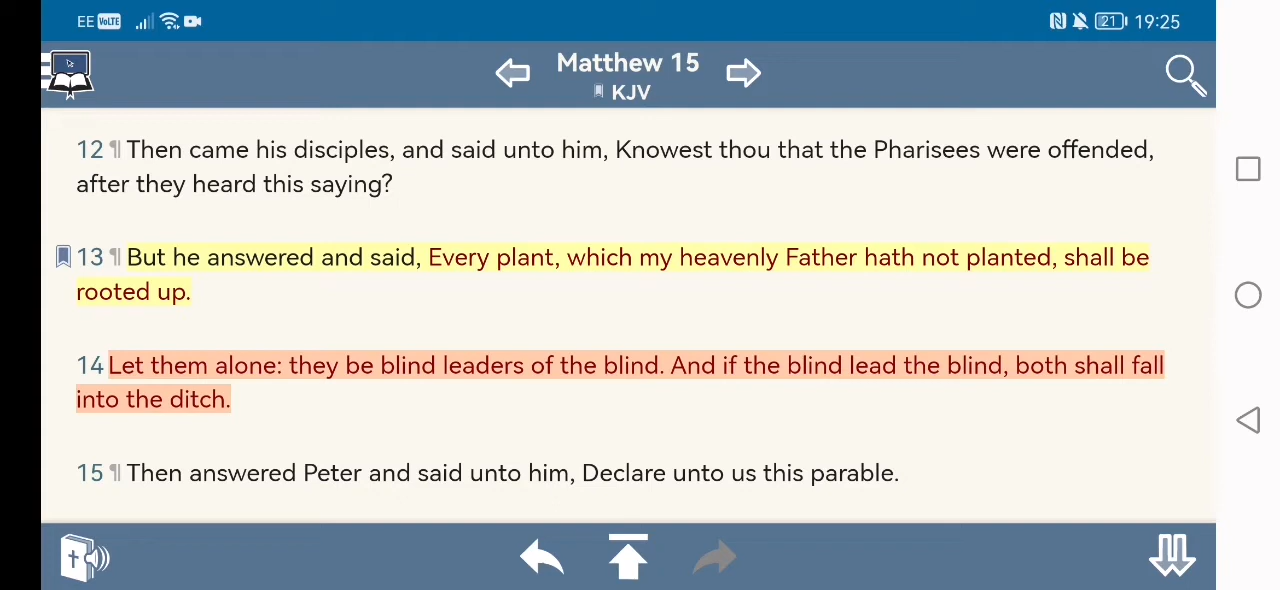 EE VoLTE 21 19:25
Matthew 15
KJV
12 ¶ Then came his disciples, and said unto him, Knowest thou that the Pharisees were offended,
after they heard this saying?
13 ¶ But he answered and said, Every plant, which my heavenly Father hath not planted, shall be
rooted up.
14 Let them alone: they be blind leaders of the blind. And if the blind lead the blind, both shall fall
into the ditch.
15 ¶ Then answered Peter and said unto him, Declare unto us this parable.